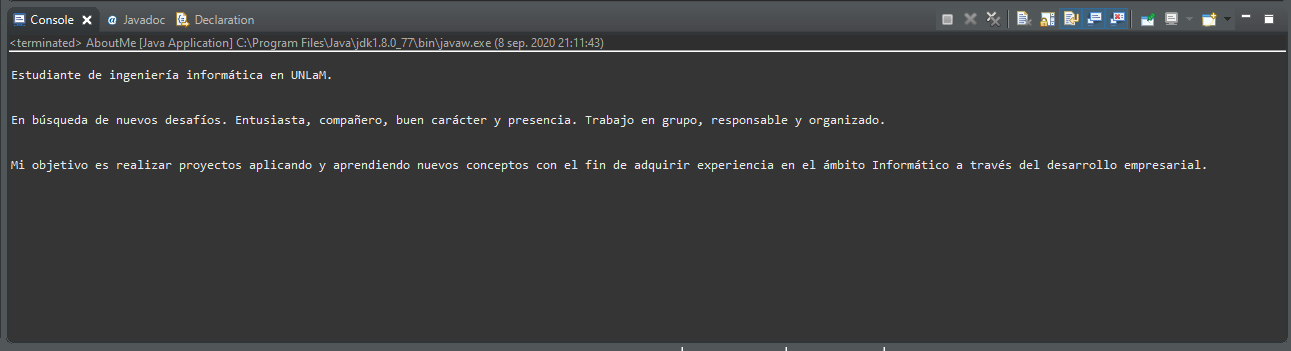 Console Javadoc Declaration
<terminated> AboutMe [Java Application] C:\Program Files\Java\jdk1.8.0_77\bin\javaw.exe (8 sep. 2020 21:11:43)
Estudiante de ingeniería informática en UNLaM.
En búsqueda de nuevos desafíos. Entusiasta, compañero, buen carácter y presencia. Trabajo en grupo, responsable y organizado.
Mi objetivo es realizar proyectos aplicando y aprendiendo nuevos conceptos con el fin de adquirir experiencia en el ámbito Informático a través del desarrollo empresarial.